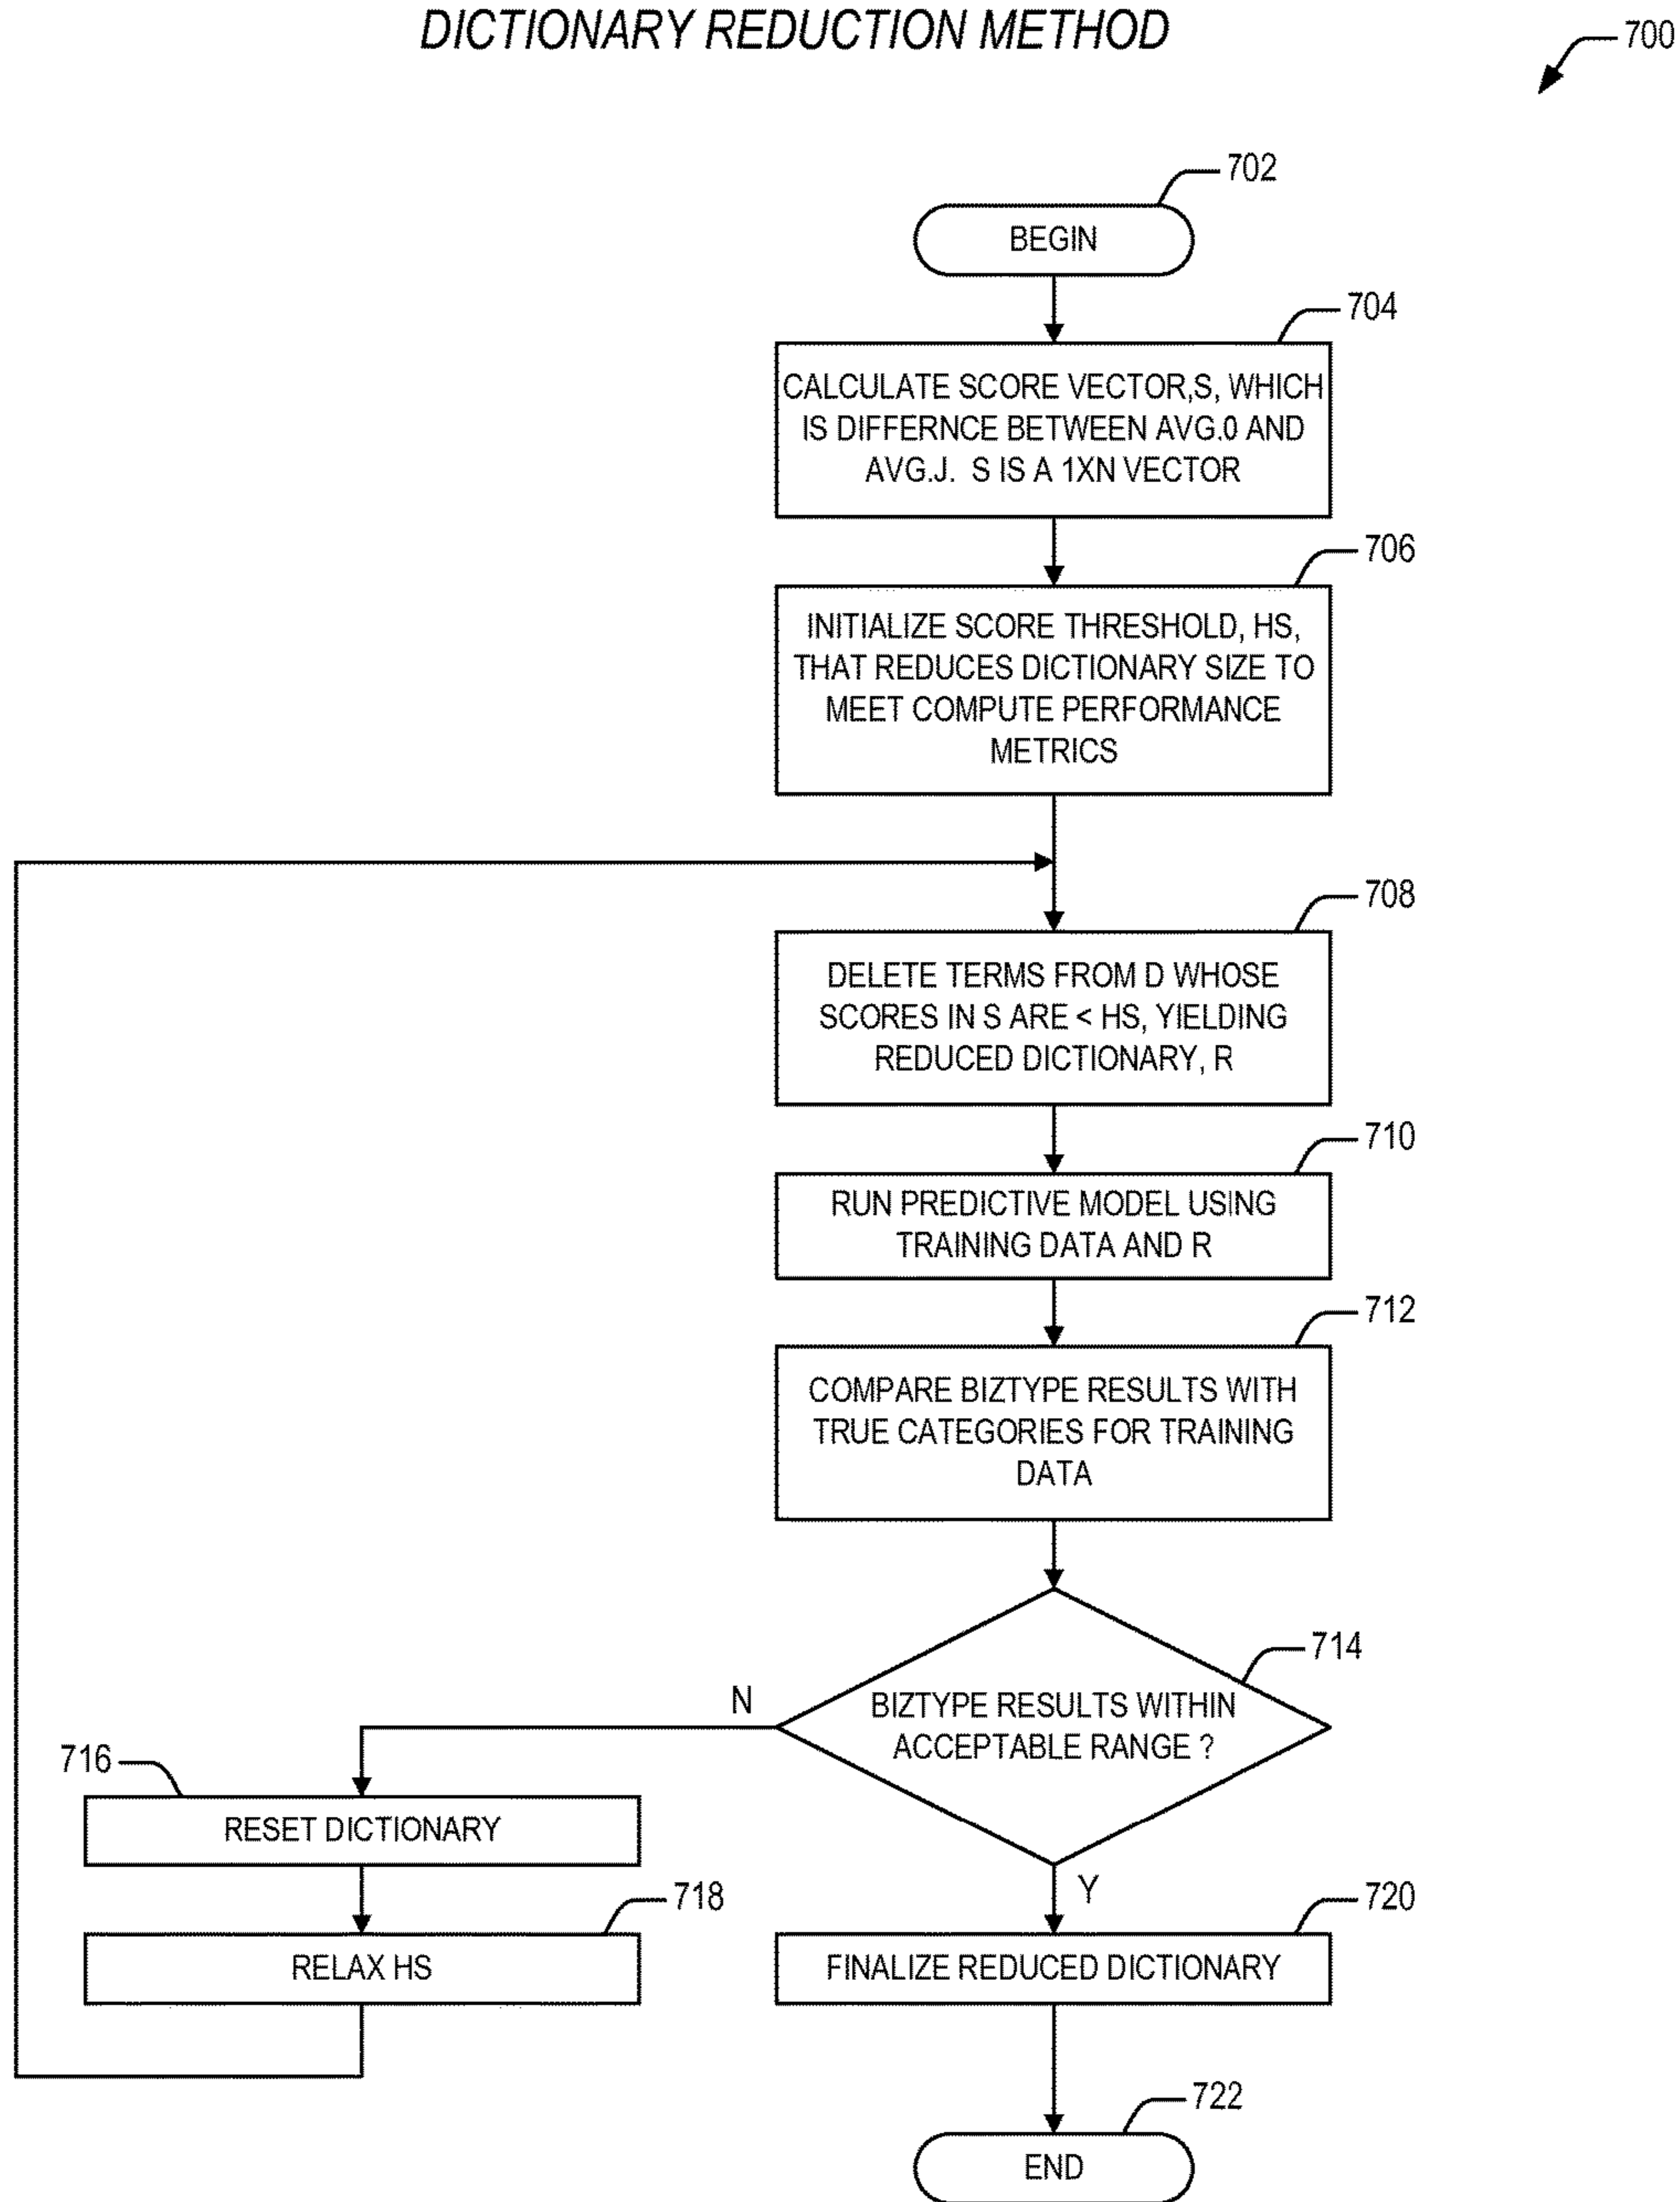 DICTIONARY REDUCTION METHOD
700
702
BEGIN
704
CALCULATE SCORE VECTOR,S, WHICH
IS DIFFERNCE BETWEEN AVG.0 AND
AVG.J. S IS A 1XN VECTOR
706
INITIALIZE SCORE THRESHOLD, HS,
THAT REDUCES DICTIONARY SIZE TO
MEET COMPUTE PERFORMANCE
METRICS
708
DELETE TERMS FROM D WHOSE
SCORES IN S ARE < HS, YIELDING
REDUCED DICTIONARY, R
710
RUN PREDICTIVE MODEL USING
TRAINING DATA AND R
712
COMPARE BIZTYPE RESULTS WITH
TRUE CATEGORIES FOR TRAINING
DATA
714
BIZTYPE RESULTS WITHIN
ACCEPTABLE RANGE ?
N
716
RESET DICTIONARY
718
RELAX HS
Y
720
FINALIZE REDUCED DICTIONARY
722
END